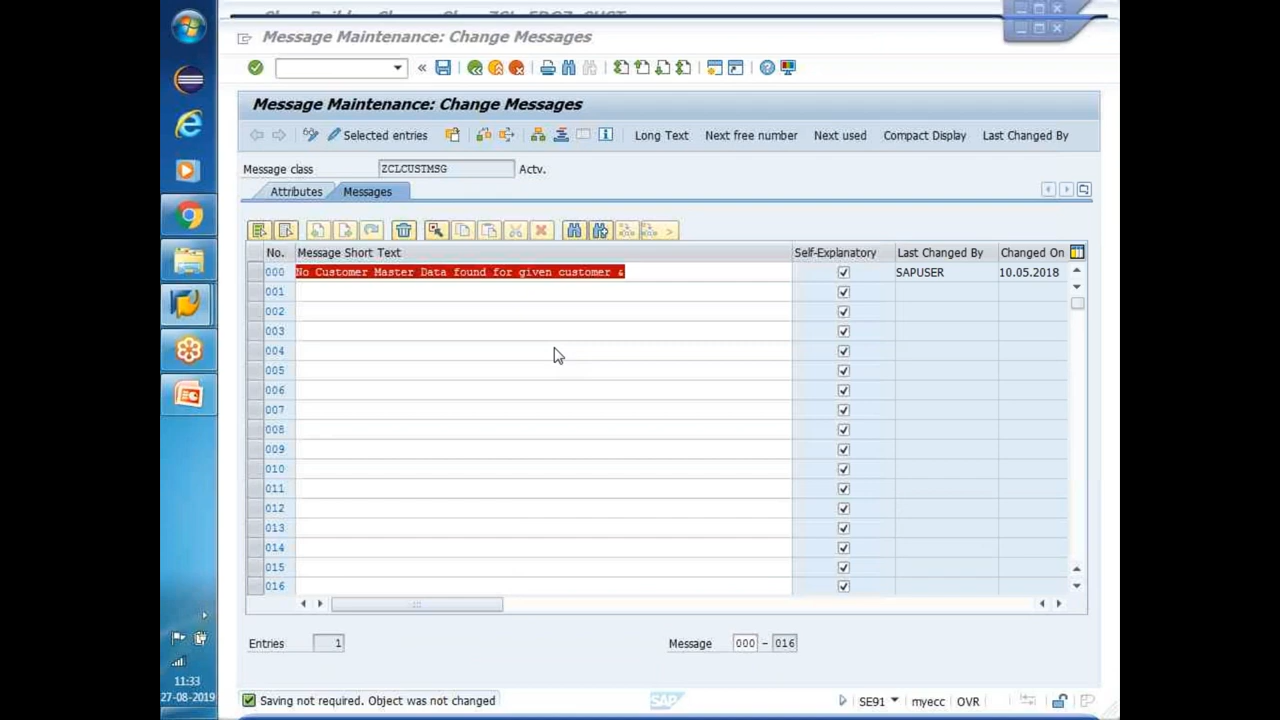 Message Maintenance: Change Messages
Message Maintenance: Change Messages
Selected entries Long Text Next free number Next used Compact Display Last Changed By
Message class ZCLCUSTMSG Actv.
Attributes Messages
No. Message Short Text Self-Explanatory Last Changed By Changed On
000 No Customer Master Data found for given customer & SAPUSER 10.05.2018
001
002
003
004
005
006
007
008
009
010
011
012
013
014
015
016
Entries 1 Message 000 - 016
Saving not required. Object was not changed SAP SE91 myecc OVR
11:33
27-08-2019